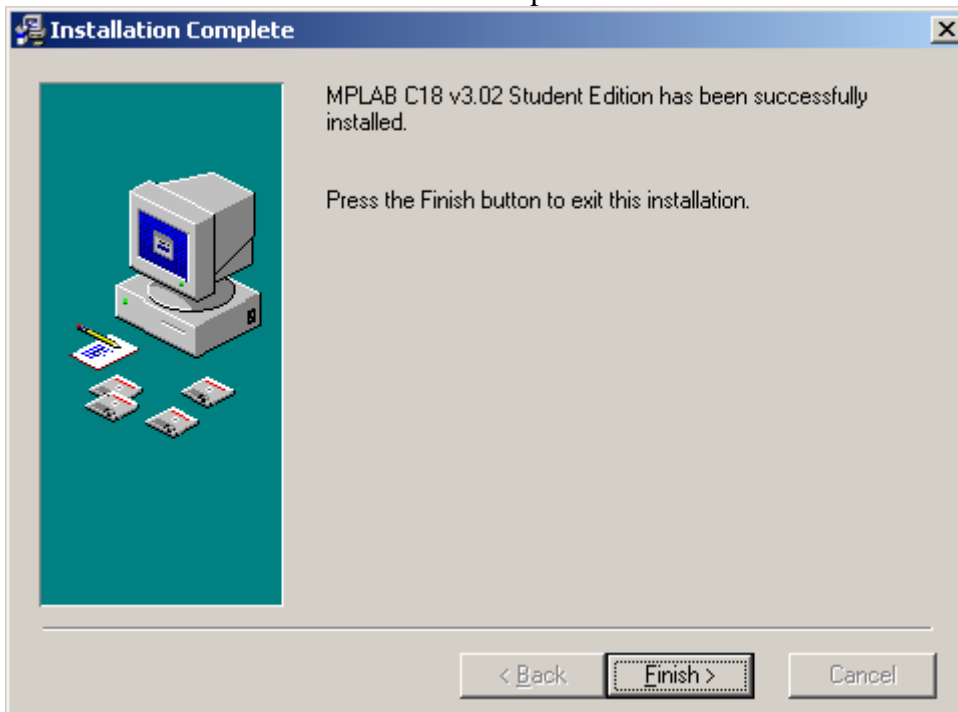 Installation Complete
MPLAB C18 v3.02 Student Edition has been successfully
installed.
Press the Finish button to exit this installation.
< Back
Finish >
Cancel